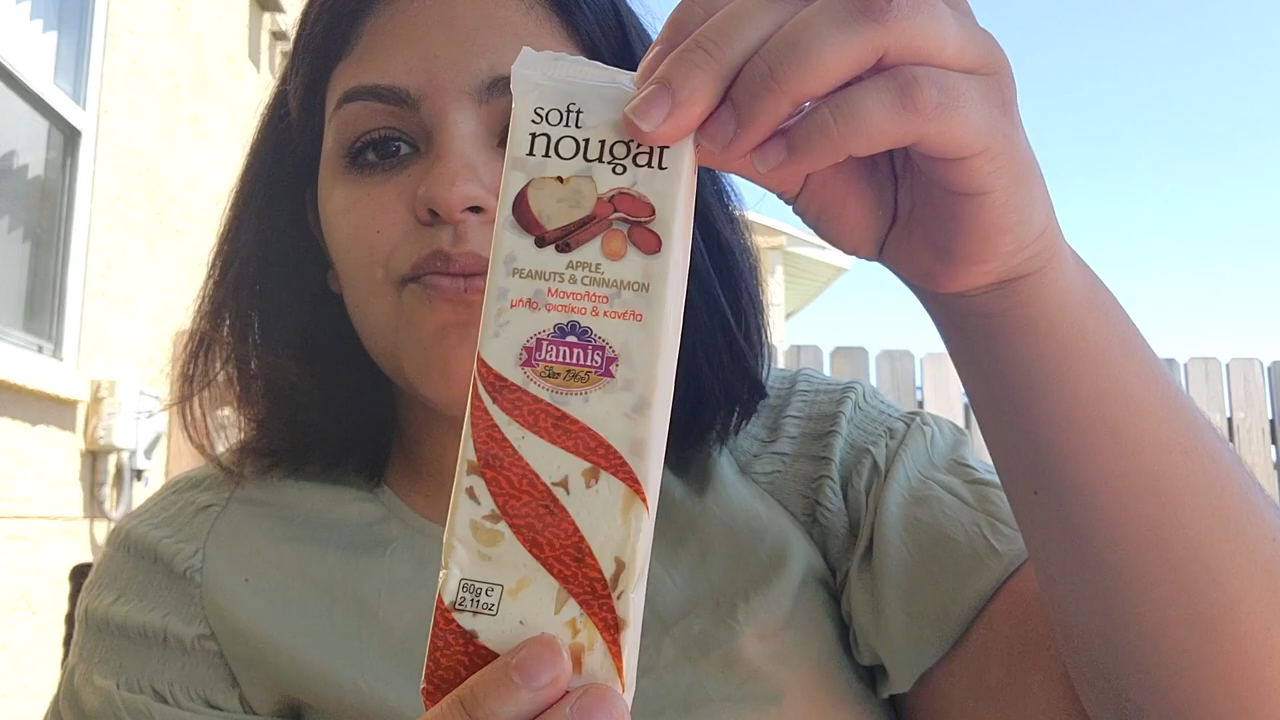 soft
nougat
APPLE,
PEANUTS & CINNAMON
Μαντολάτο
μήλο, φιστίκια & κανέλα
Jannis
Since 1965
60g e
2,11oz